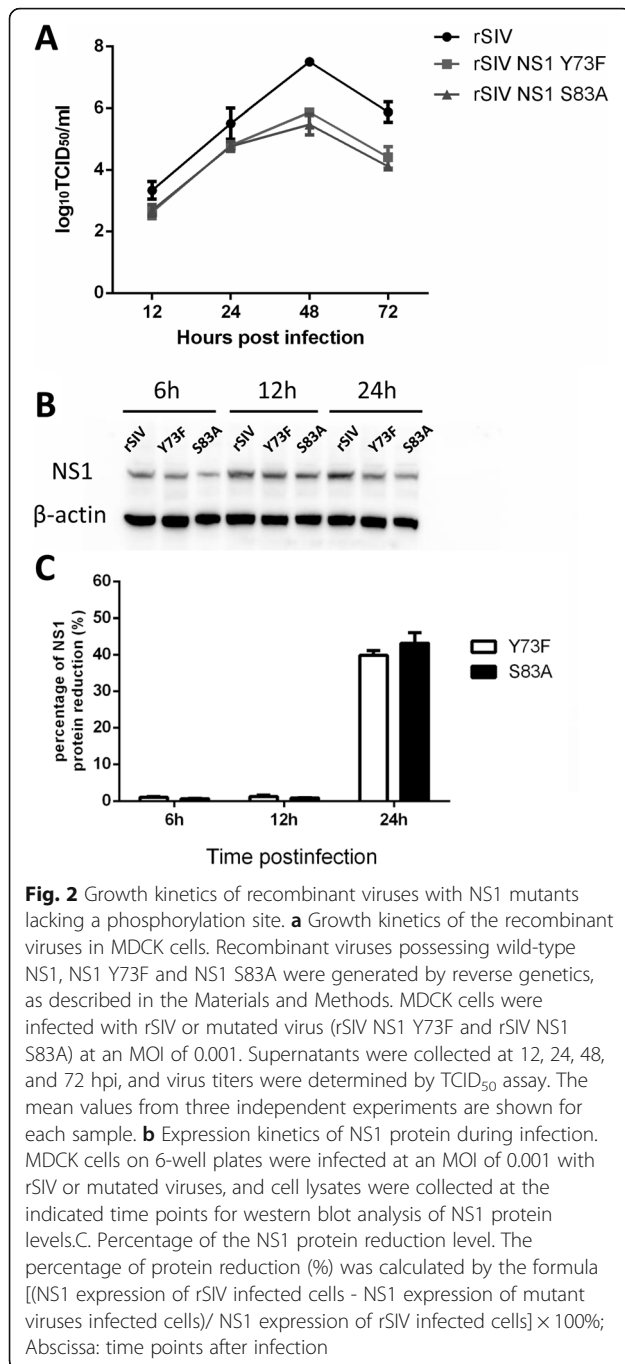 A
rSIV
rSIV NS1 Y73F
rSIV NS1 S83A
log10TCID50/ml
8
6
4
2
0
12 24 48 72
Hours post infection
B
6h 12h 24h
rSIV Y73F S83A rSIV Y73F S83A rSIV Y73F S83A
NS1
β-actin
C
percentage of NS1
protein reduction (%)
60
50
40
30
20
10
0
Y73F
S83A
6h 12h 24h
Time postinfection
Fig. 2 Growth kinetics of recombinant viruses with NS1 mutants
lacking a phosphorylation site. a Growth kinetics of the recombinant
viruses in MDCK cells. Recombinant viruses possessing wild-type
NS1, NS1 Y73F and NS1 S83A were generated by reverse genetics,
as described in the Materials and Methods. MDCK cells were
infected with rSIV or mutated virus (rSIV NS1 Y73F and rSIV NS1
S83A) at an MOI of 0.001. Supernatants were collected at 12, 24, 48,
and 72 hpi, and virus titers were determined by TCID50 assay. The
mean values from three independent experiments are shown for
each sample. b Expression kinetics of NS1 protein during infection.
MDCK cells on 6-well plates were infected at an MOI of 0.001 with
rSIV or mutated viruses, and cell lysates were collected at the
indicated time points for western blot analysis of NS1 protein
levels.C. Percentage of the NS1 protein reduction level. The
percentage of protein reduction (%) was calculated by the formula
[(NS1 expression of rSIV infected cells - NS1 expression of mutant
viruses infected cells)/ NS1 expression of rSIV infected cells] × 100%;
Abscissa: time points after infection